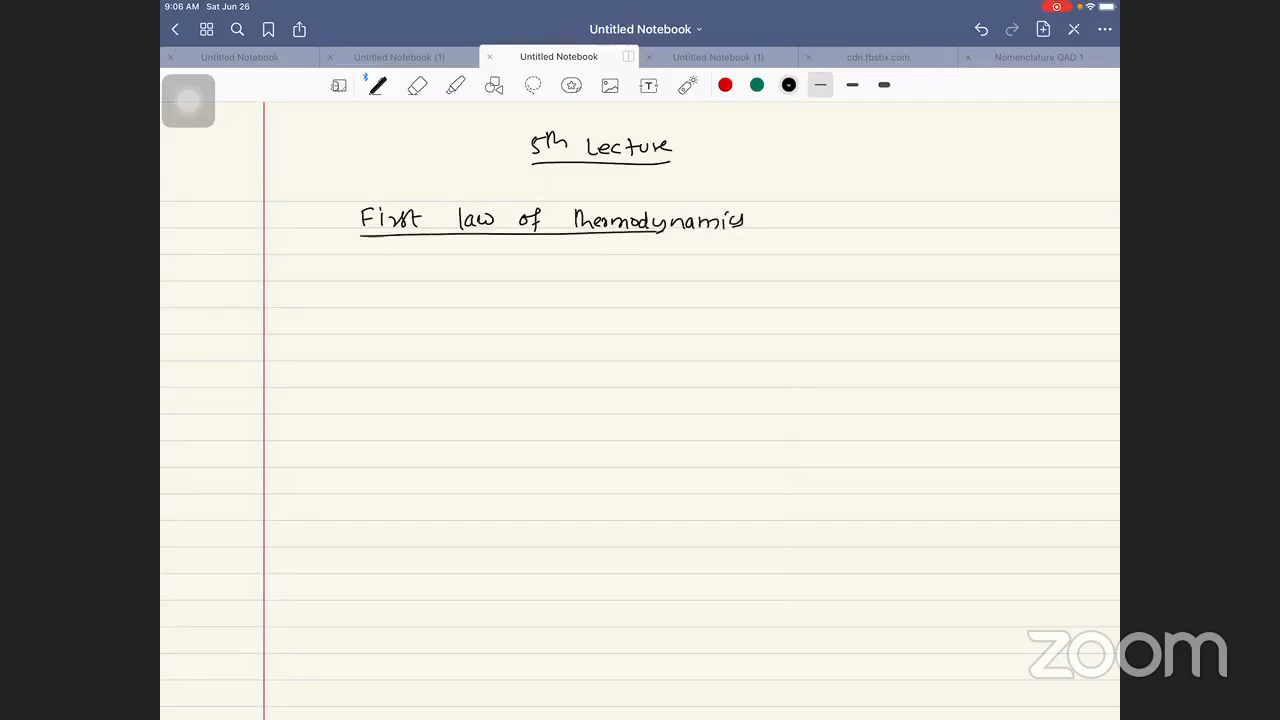 9:06 AM Sat Jun 26
Untitled Notebook
Untitled Notebook
Untitled Notebook (1)
Untitled Notebook
Untitled Notebook (1)
cdn.fbsbx.com
Nomenclature QAD 1
5th Lecture
First law of Thermodynamics
zoom